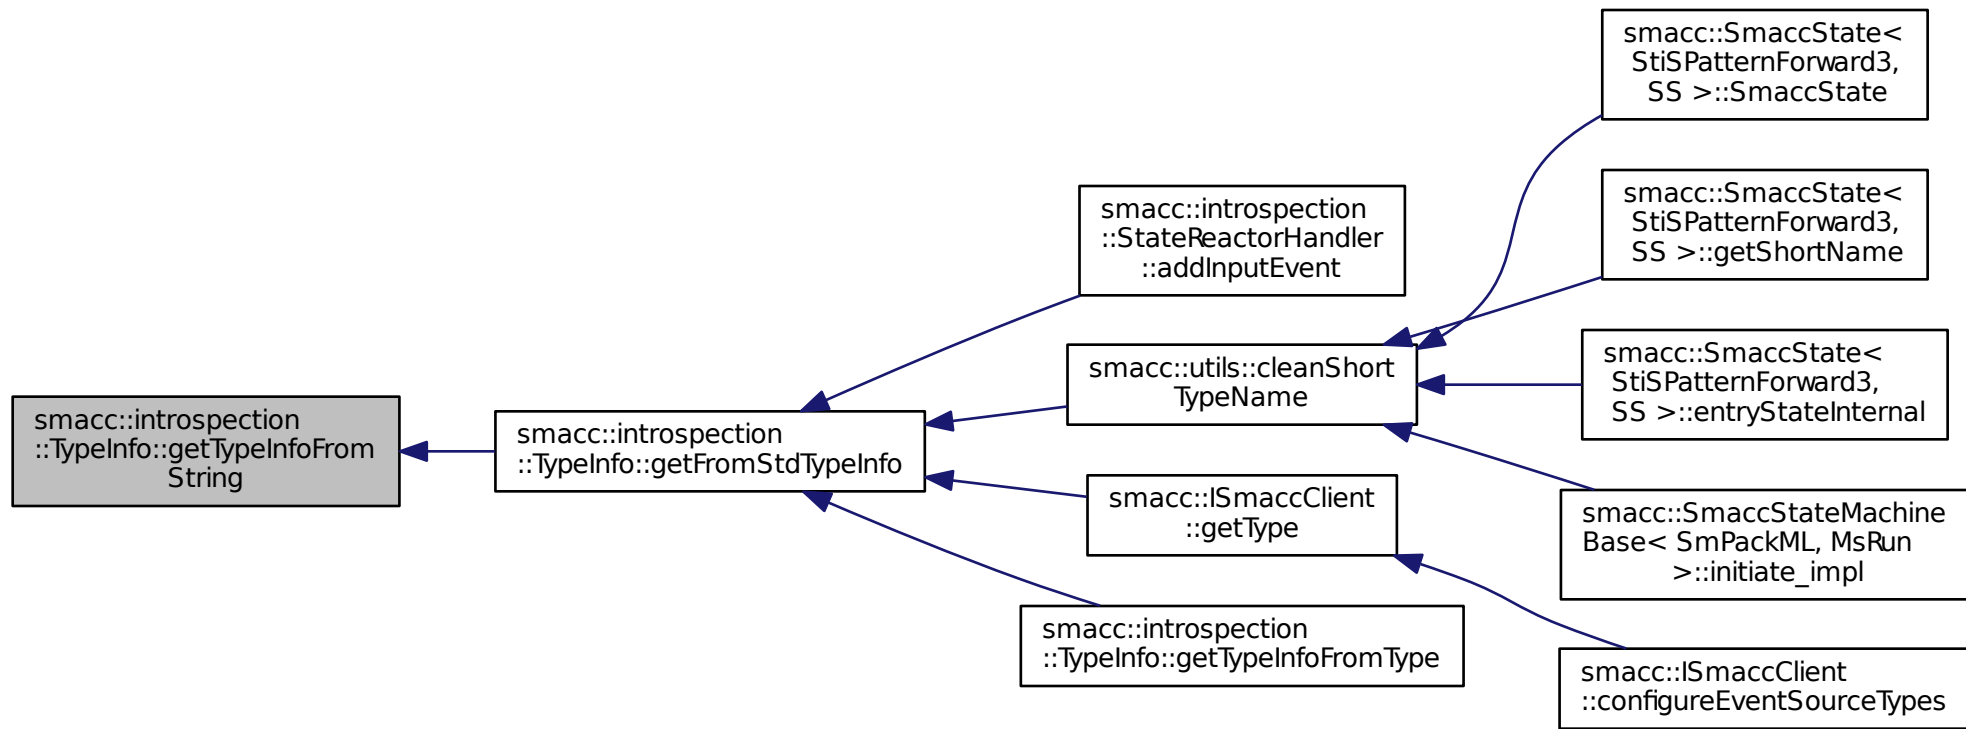 smacc::SmaccState<
StiSPatternForward3,
SS >::SmaccState
smacc::SmaccState<
StiSPatternForward3,
SS >::getShortName
smacc::introspection
::StateReactorHandler
::addInputEvent
smacc::SmaccState<
StiSPatternForward3,
SS >::entryStateInternal
smacc::utils::cleanShort
TypeName
smacc::introspection
::TypeInfo::getTypeInfoFrom
String
smacc::introspection
::TypeInfo::getFromStdTypeInfo
smacc::ISmaccClient
::getType
smacc::SmaccStateMachine
Base< SmPackML, MsRun
>::initiate_impl
smacc::introspection
::TypeInfo::getTypeInfoFromType
smacc::ISmaccClient
::configureEventSourceTypes